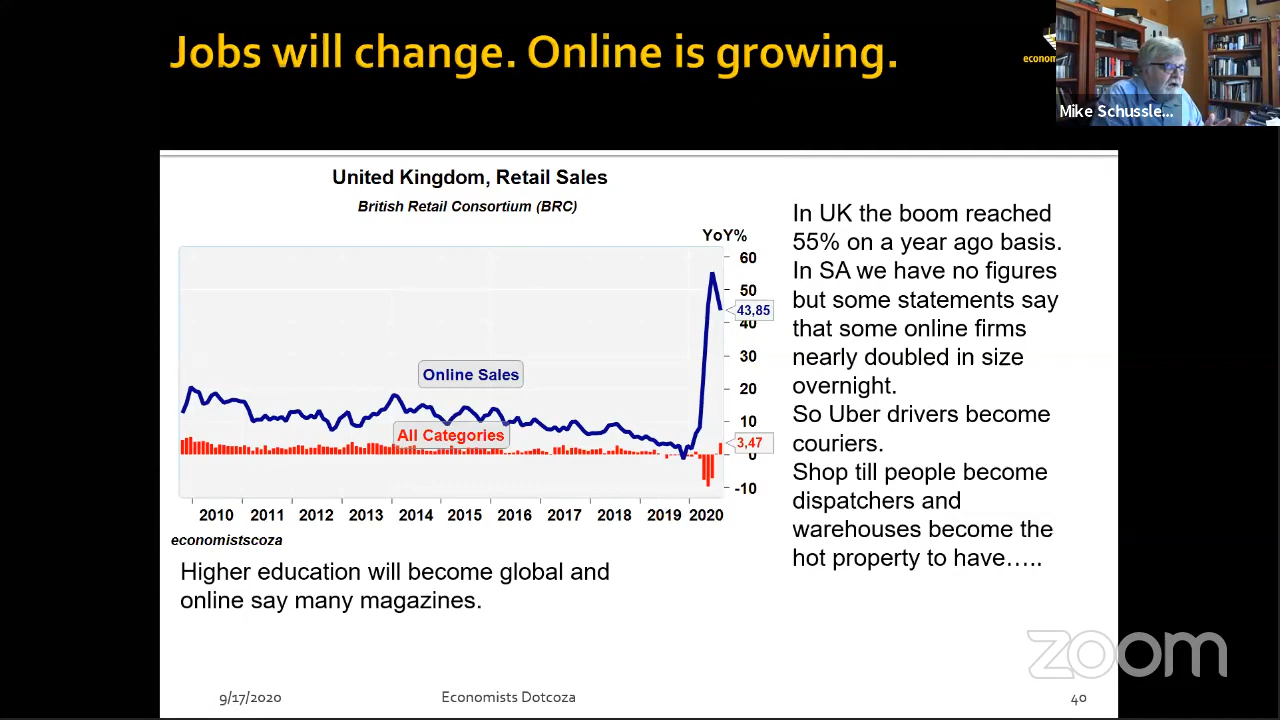 Jobs will change. Online is growing.
econom
Mike Schussle...
United Kingdom, Retail Sales
British Retail Consortium (BRC)
YoY%
60
50
43,85
40
30
20
10
3,47
0
-10
Online Sales
All Categories
2010 2011 2012 2013 2014 2015 2016 2017 2018 2019 2020
economistscoza
Higher education will become global and
online say many magazines.
In UK the boom reached
55% on a year ago basis.
In SA we have no figures
but some statements say
that some online firms
nearly doubled in size
overnight.
So Uber drivers become
couriers.
Shop till people become
dispatchers and
warehouses become the
hot property to have…..
zoom
9/17/2020
Economists Dotcoza
40